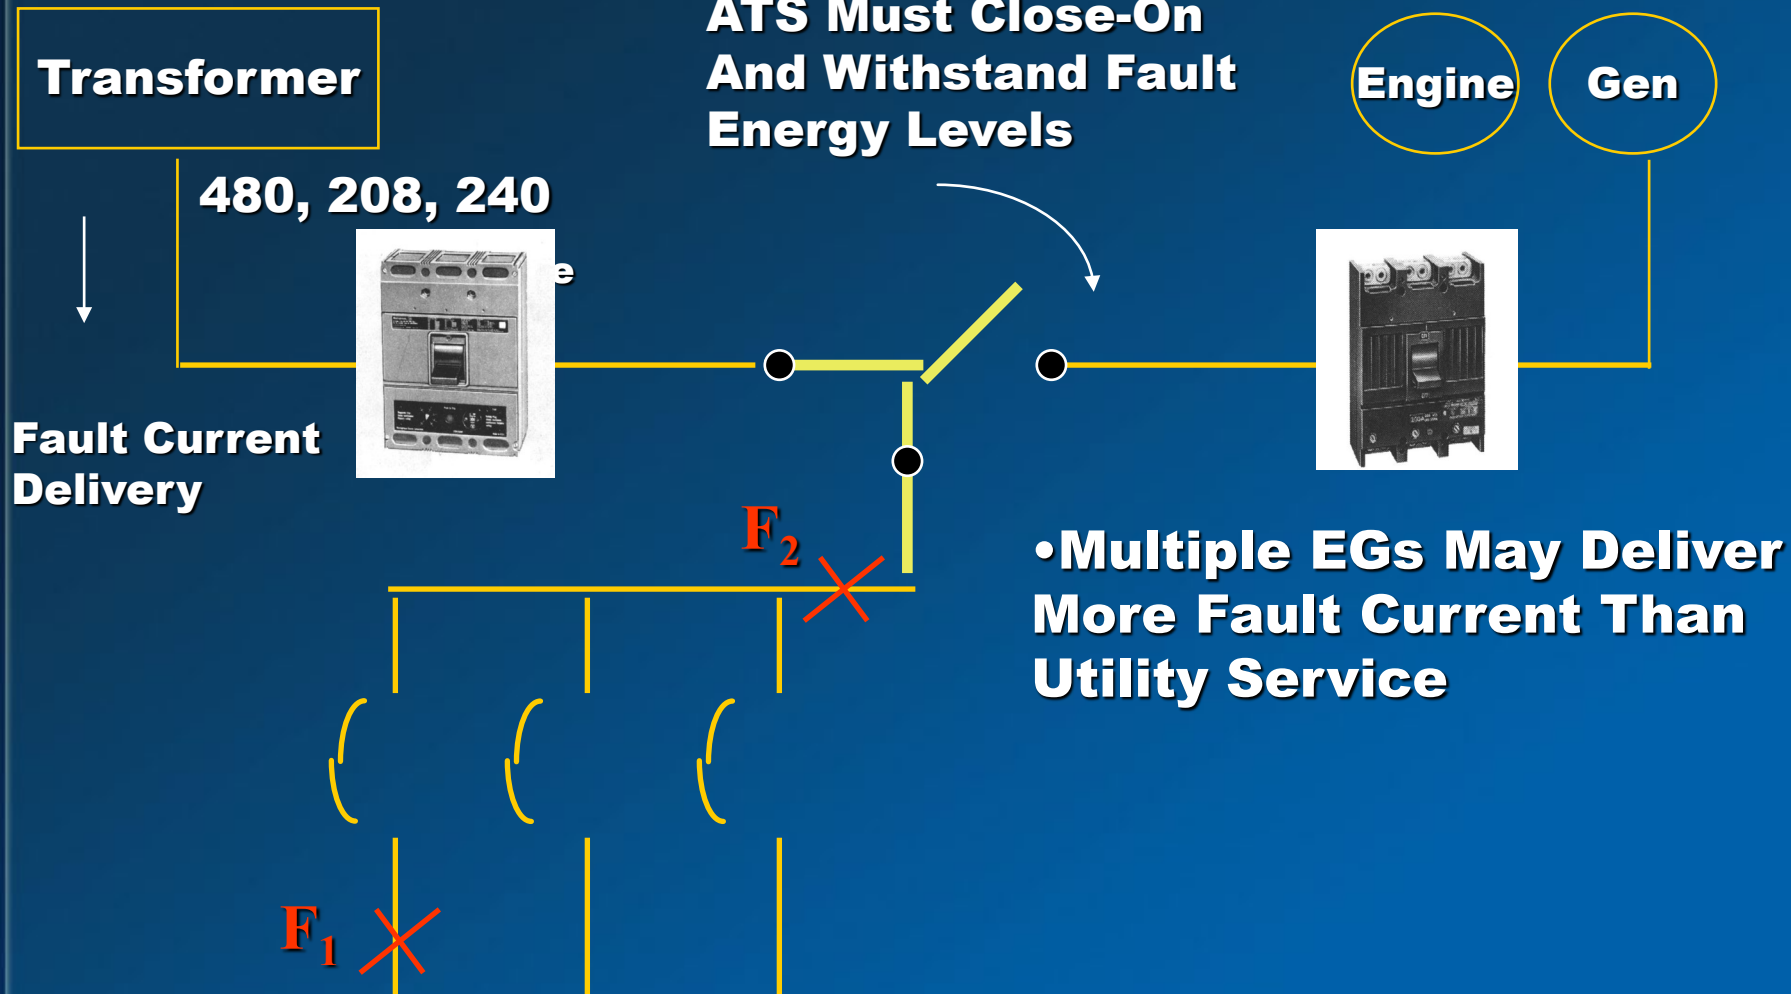 Transformer
ATS Must Close-On
And Withstand Fault
Energy Levels
Engine
Gen
480, 208, 240
Fault Current
Delivery
F2
•Multiple EGs May Deliver
More Fault Current Than
Utility Service
F1